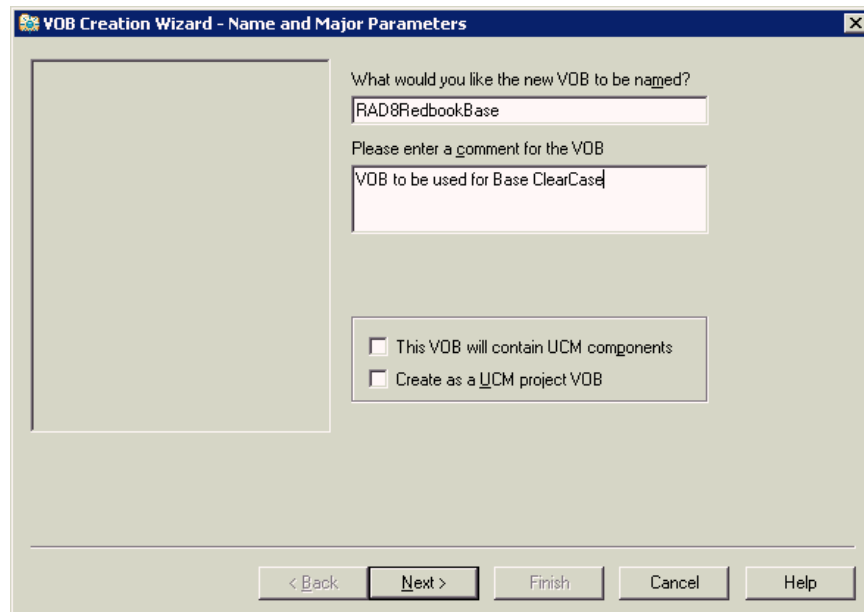 VOB Creation Wizard - Name and Major Parameters
What would you like the new VOB to be named?
RAD8RedbookBase
Please enter a comment for the VOB
VOB to be used for Base ClearCase
This VOB will contain UCM components
Create as a UCM project VOB
< Back Next > Finish Cancel Help